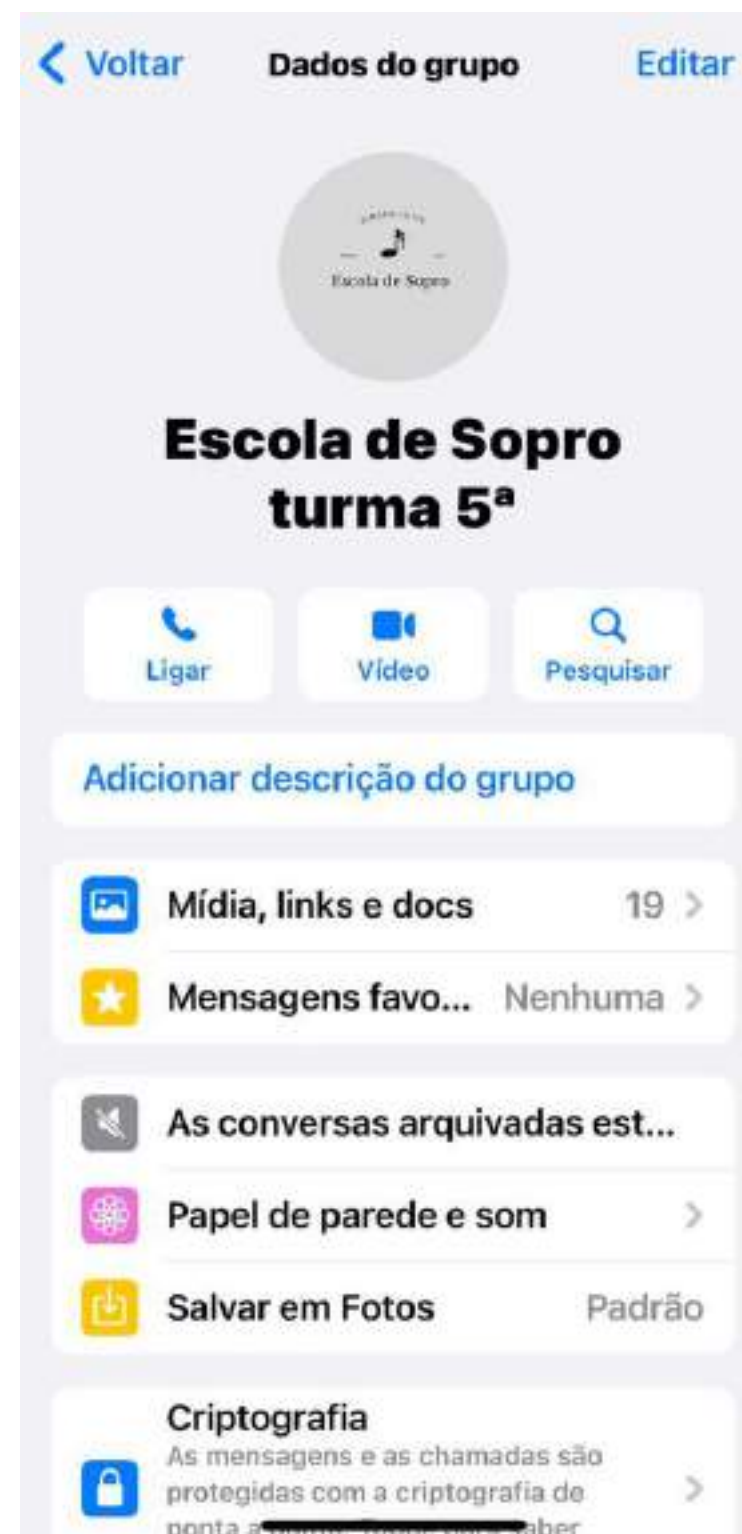 Voltar
Dados do grupo
Editar
Escola de Sopro
Escola de Sopro
turma 5ª
Ligar
Vídeo
Pesquisar
Adicionar descrição do grupo
Mídia, links e docs 19
Mensagens favo... Nenhuma
As conversas arquivadas est...
Papel de parede e som
Salvar em Fotos Padrão
Criptografia
As mensagens e as chamadas são
protegidas com a criptografia de
ponta a